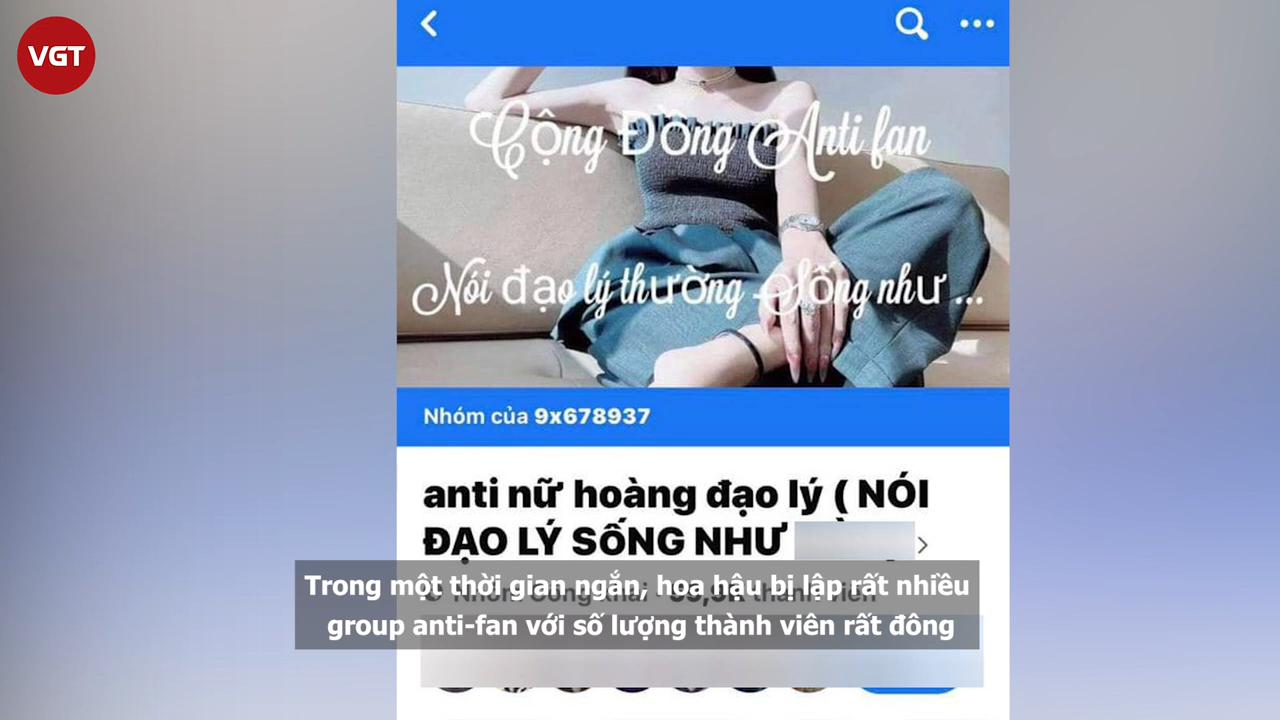 VGT
Cộng Đồng Anti fan
Nói đạo lý thường Sống như ...
Nhóm của 9x678937
anti nữ hoàng đạo lý ( NÓI
ĐẠO LÝ SỐNG NHƯ
Trong một thời gian ngắn, hoa hậu bị lập rất nhiều
group anti-fan với số lượng thành viên rất đông